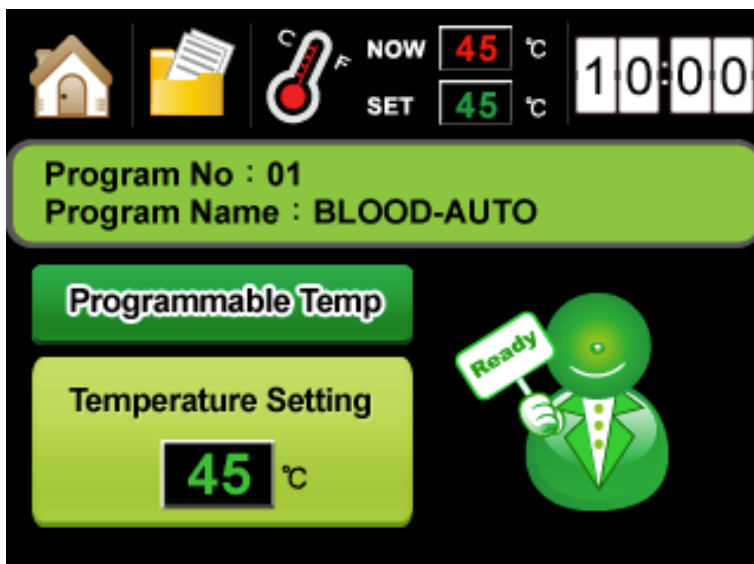 C
F
NOW 45 ℃
SET 45 ℃
10:00
Program No : 01
Program Name : BLOOD-AUTO
Programmable Temp
Ready
Temperature Setting
45 ℃